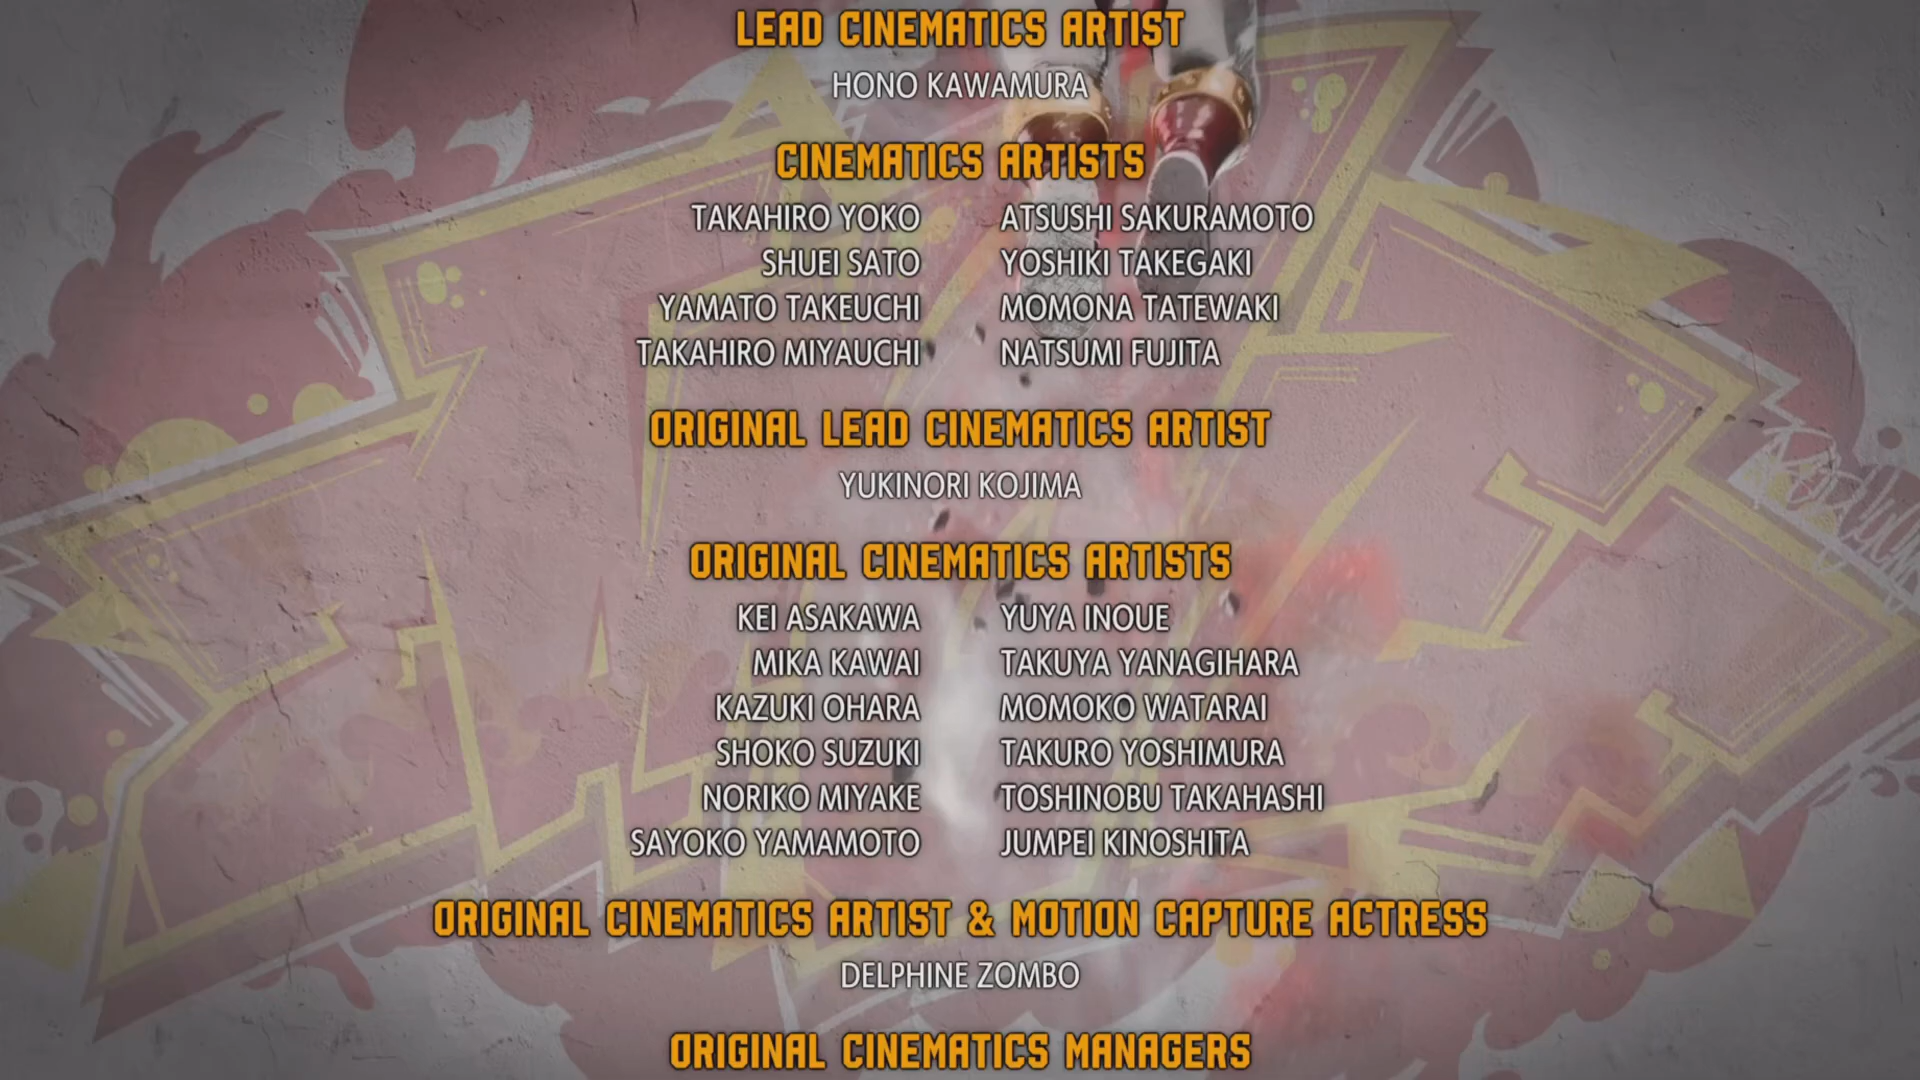 LEAD CINEMATICS ARTIST
HONO KAWAMURA
CINEMATICS ARTISTS
TAKAHIRO YOKO ATSUSHI SAKURAMOTO
SHUEI SATO YOSHIKI TAKEGAKI
YAMATO TAKEUCHI MOMONA TATEWAKI
TAKAHIRO MIYAUCHI NATSUMI FUJITA
ORIGINAL LEAD CINEMATICS ARTIST
YUKINORI KOJIMA
ORIGINAL CINEMATICS ARTISTS
KEI ASAKAWA YUYA INOUE
MIKA KAWAI TAKUYA YANAGIHARA
KAZUKI OHARA MOMOKO WATARAI
SHOKO SUZUKI TAKURO YOSHIMURA
NORIKO MIYAKE TOSHINOBU TAKAHASHI
SAYOKO YAMAMOTO JUMPEI KINOSHITA
ORIGINAL CINEMATICS ARTIST & MOTION CAPTURE ACTRESS
DELPHINE ZOMBO
ORIGINAL CINEMATICS MANAGERS